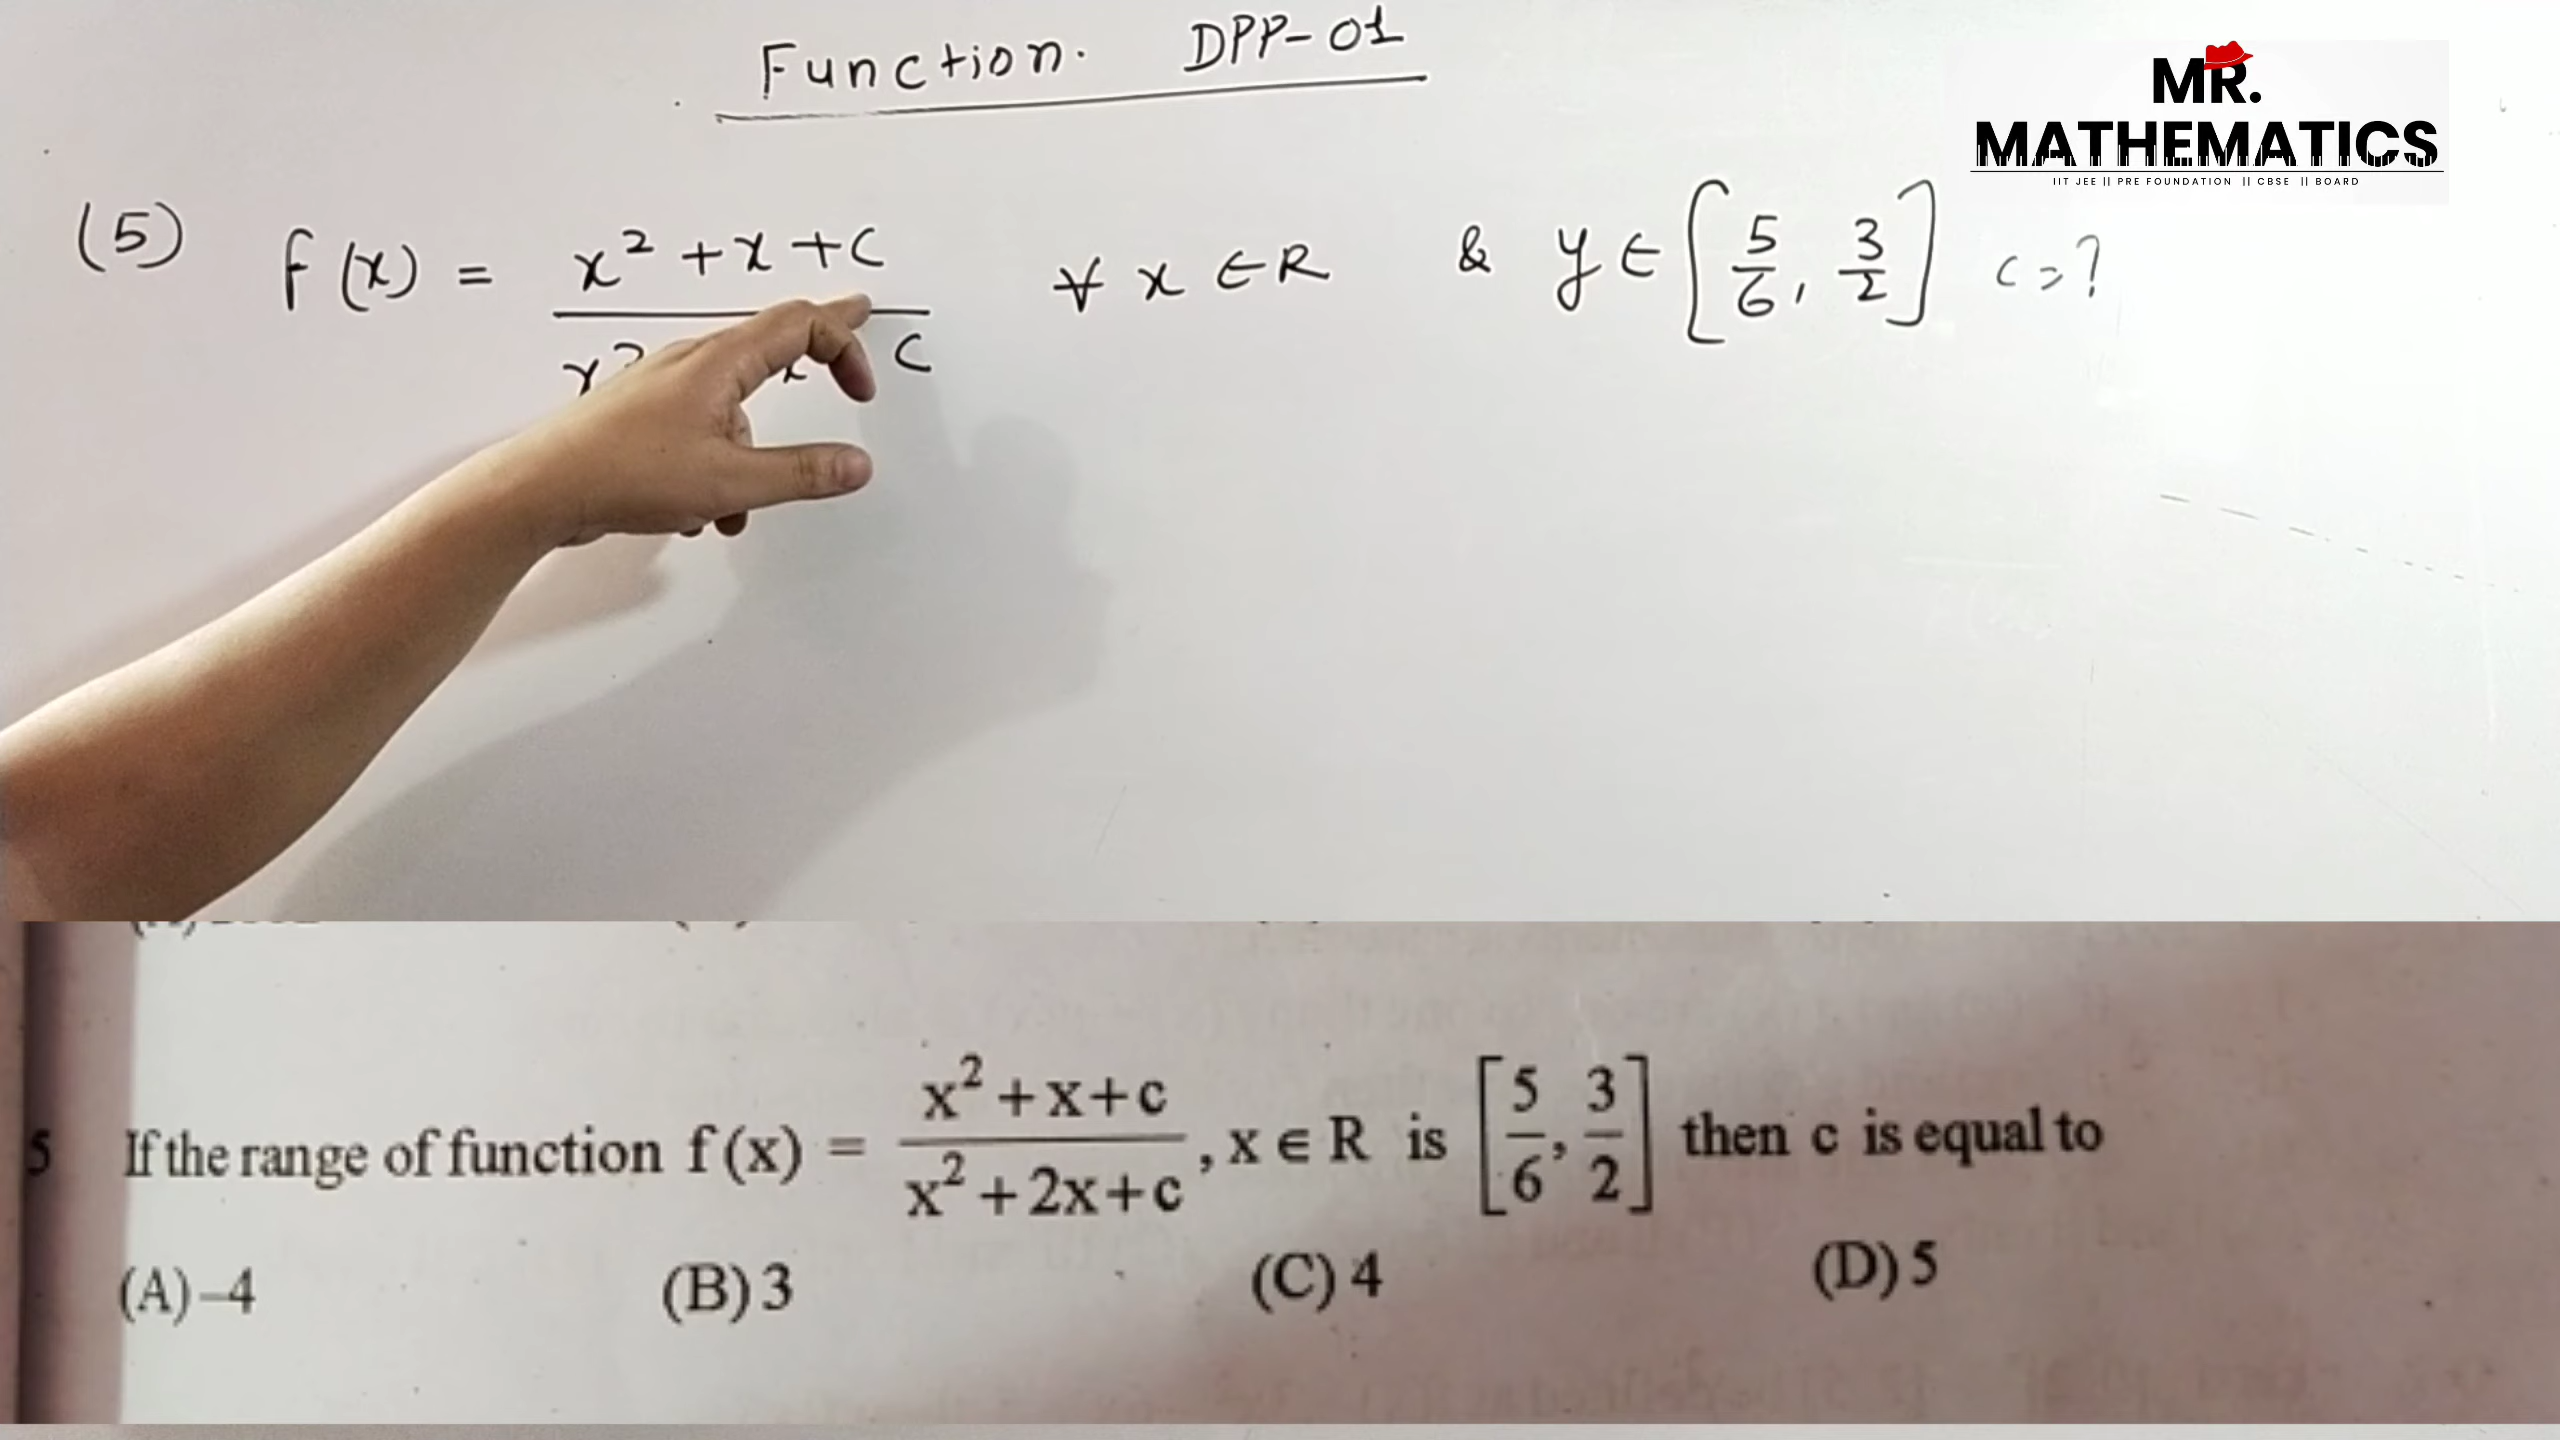 Function. DPP-01
MR.
MATHEMATICS
IIT JEE || PRE FOUNDATION || CBSE || BOARD
(5) f(x) = x² + x + c / x² x c ∀ x ∈ R & y ∈ [5/6, 3/2] c = ?
5 If the range of function f(x) = x² + x + c / x² + 2x + c, x ∈ R is [5/6, 3/2] then c is equal to
(A) –4 (B) 3 (C) 4 (D) 5